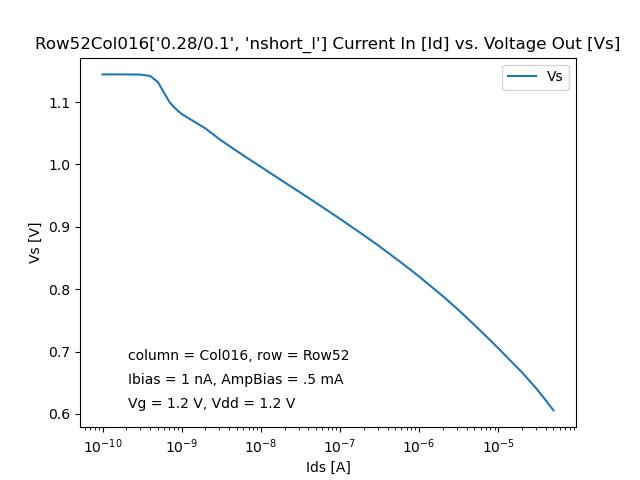 Row52Col016['0.28/0.1', 'nshort_l'] Current In [Id] vs. Voltage Out [Vs]
Vs
1.1
1.0
0.9
0.8
0.7
0.6
Vs [V]
column = Col016, row = Row52
Ibias = 1 nA, AmpBias = .5 mA
Vg = 1.2 V, Vdd = 1.2 V
10⁻¹⁰ 10⁻⁹ 10⁻⁸ 10⁻⁷ 10⁻⁶ 10⁻⁵
Ids [A]